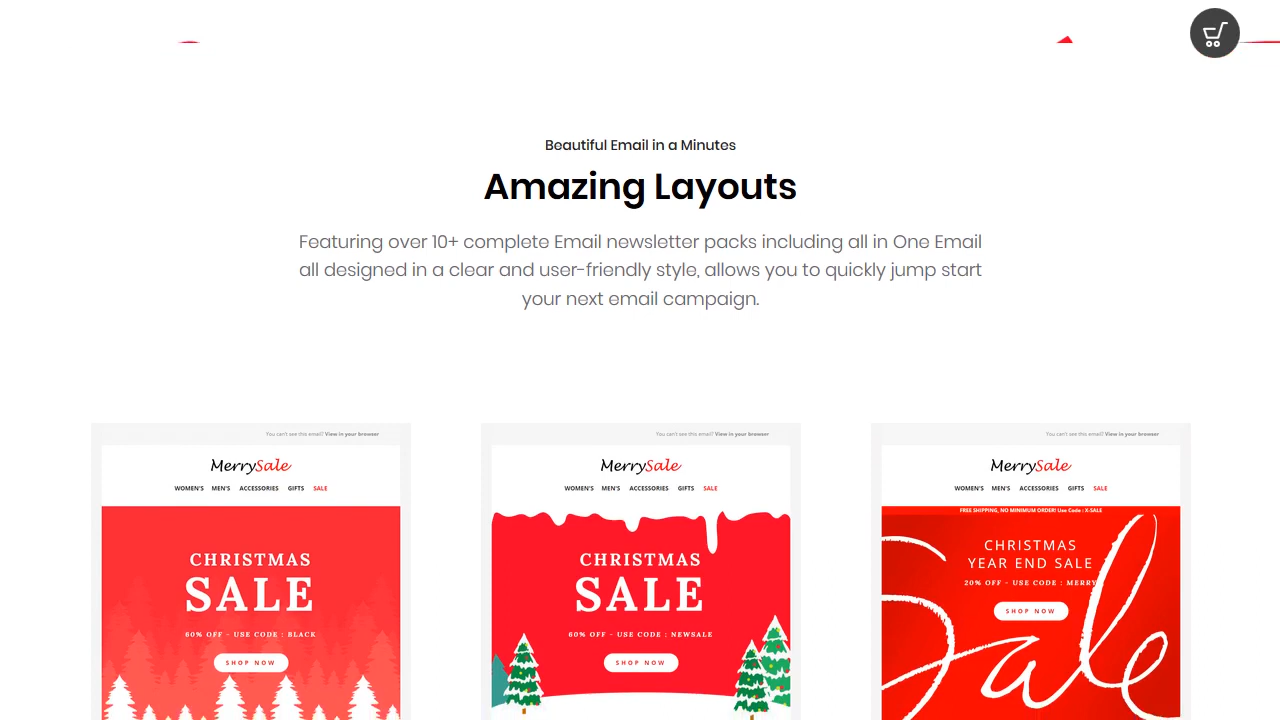 Beautiful Email in a Minutes
Amazing Layouts
Featuring over 10+ complete Email newsletter packs including all in One Email
all designed in a clear and user-friendly style, allows you to quickly jump start
your next email campaign.
You can't see this email? View in your browser
MerrySale
WOMEN'S MEN'S ACCESSORIES GIFTS SALE
CHRISTMAS
SALE
60% OFF - USE CODE : BLACK
SHOP NOW
You can't see this email? View in your browser
MerrySale
WOMEN'S MEN'S ACCESSORIES GIFTS SALE
CHRISTMAS
SALE
60% OFF - USE CODE : NEWSALE
SHOP NOW
You can't see this email? View in your browser
MerrySale
WOMEN'S MEN'S ACCESSORIES GIFTS SALE
FREE SHIPPING, NO MINIMUM ORDER! Use Code : X-SALE
CHRISTMAS
YEAR END SALE
20% OFF - USE CODE : MERRY
SHOP NOW
Sale